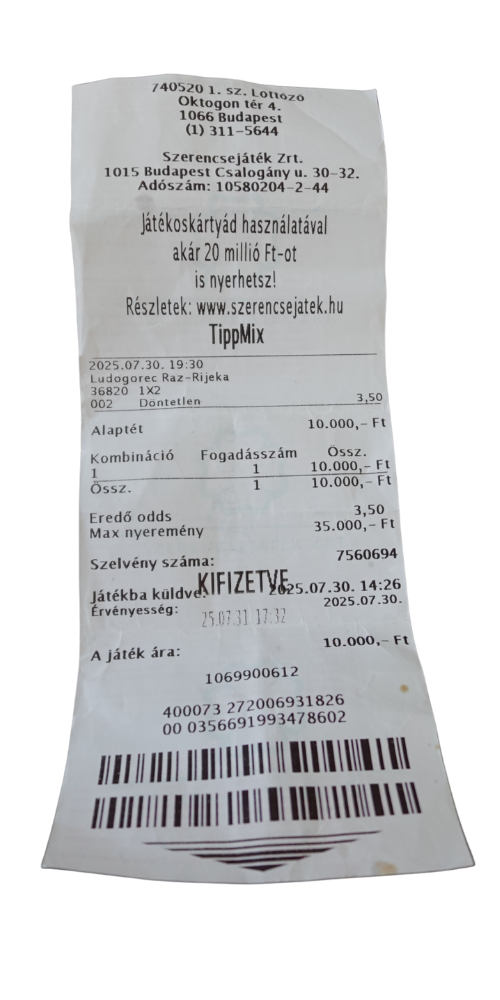 740520 1. sz. Lottózó
Oktogon tér 4.
1066 Budapest
(1) 311-5644
Szerencsejáték Zrt.
1015 Budapest Csalogány u. 30-32.
Adószám: 10580204-2-44
Játékoskártyád használatával
akár 20 millió Ft-ot
is nyerhetsz!
Részletek: www.szerencsejatek.hu
TippMix
2025.07.30. 19:30
Ludogorec Raz-Rijeka
36820 1X2
002 Döntetlen 3,50
Alaptét 10.000,- Ft
Kombináció Fogadásszám Össz.
1 1 10.000,- Ft
Össz. 1 10.000,- Ft
Eredő odds 3,50
Max nyeremény 35.000,- Ft
Szelvény száma: 7560694
KIFIZETVE
Játékba küldve: 2025.07.30. 14:26
Érvényesség: 2025.07.30.
25.07.31 17:32
A játék ára: 10.000,- Ft
1069900612
400073 272006931826
00 0356691993478602